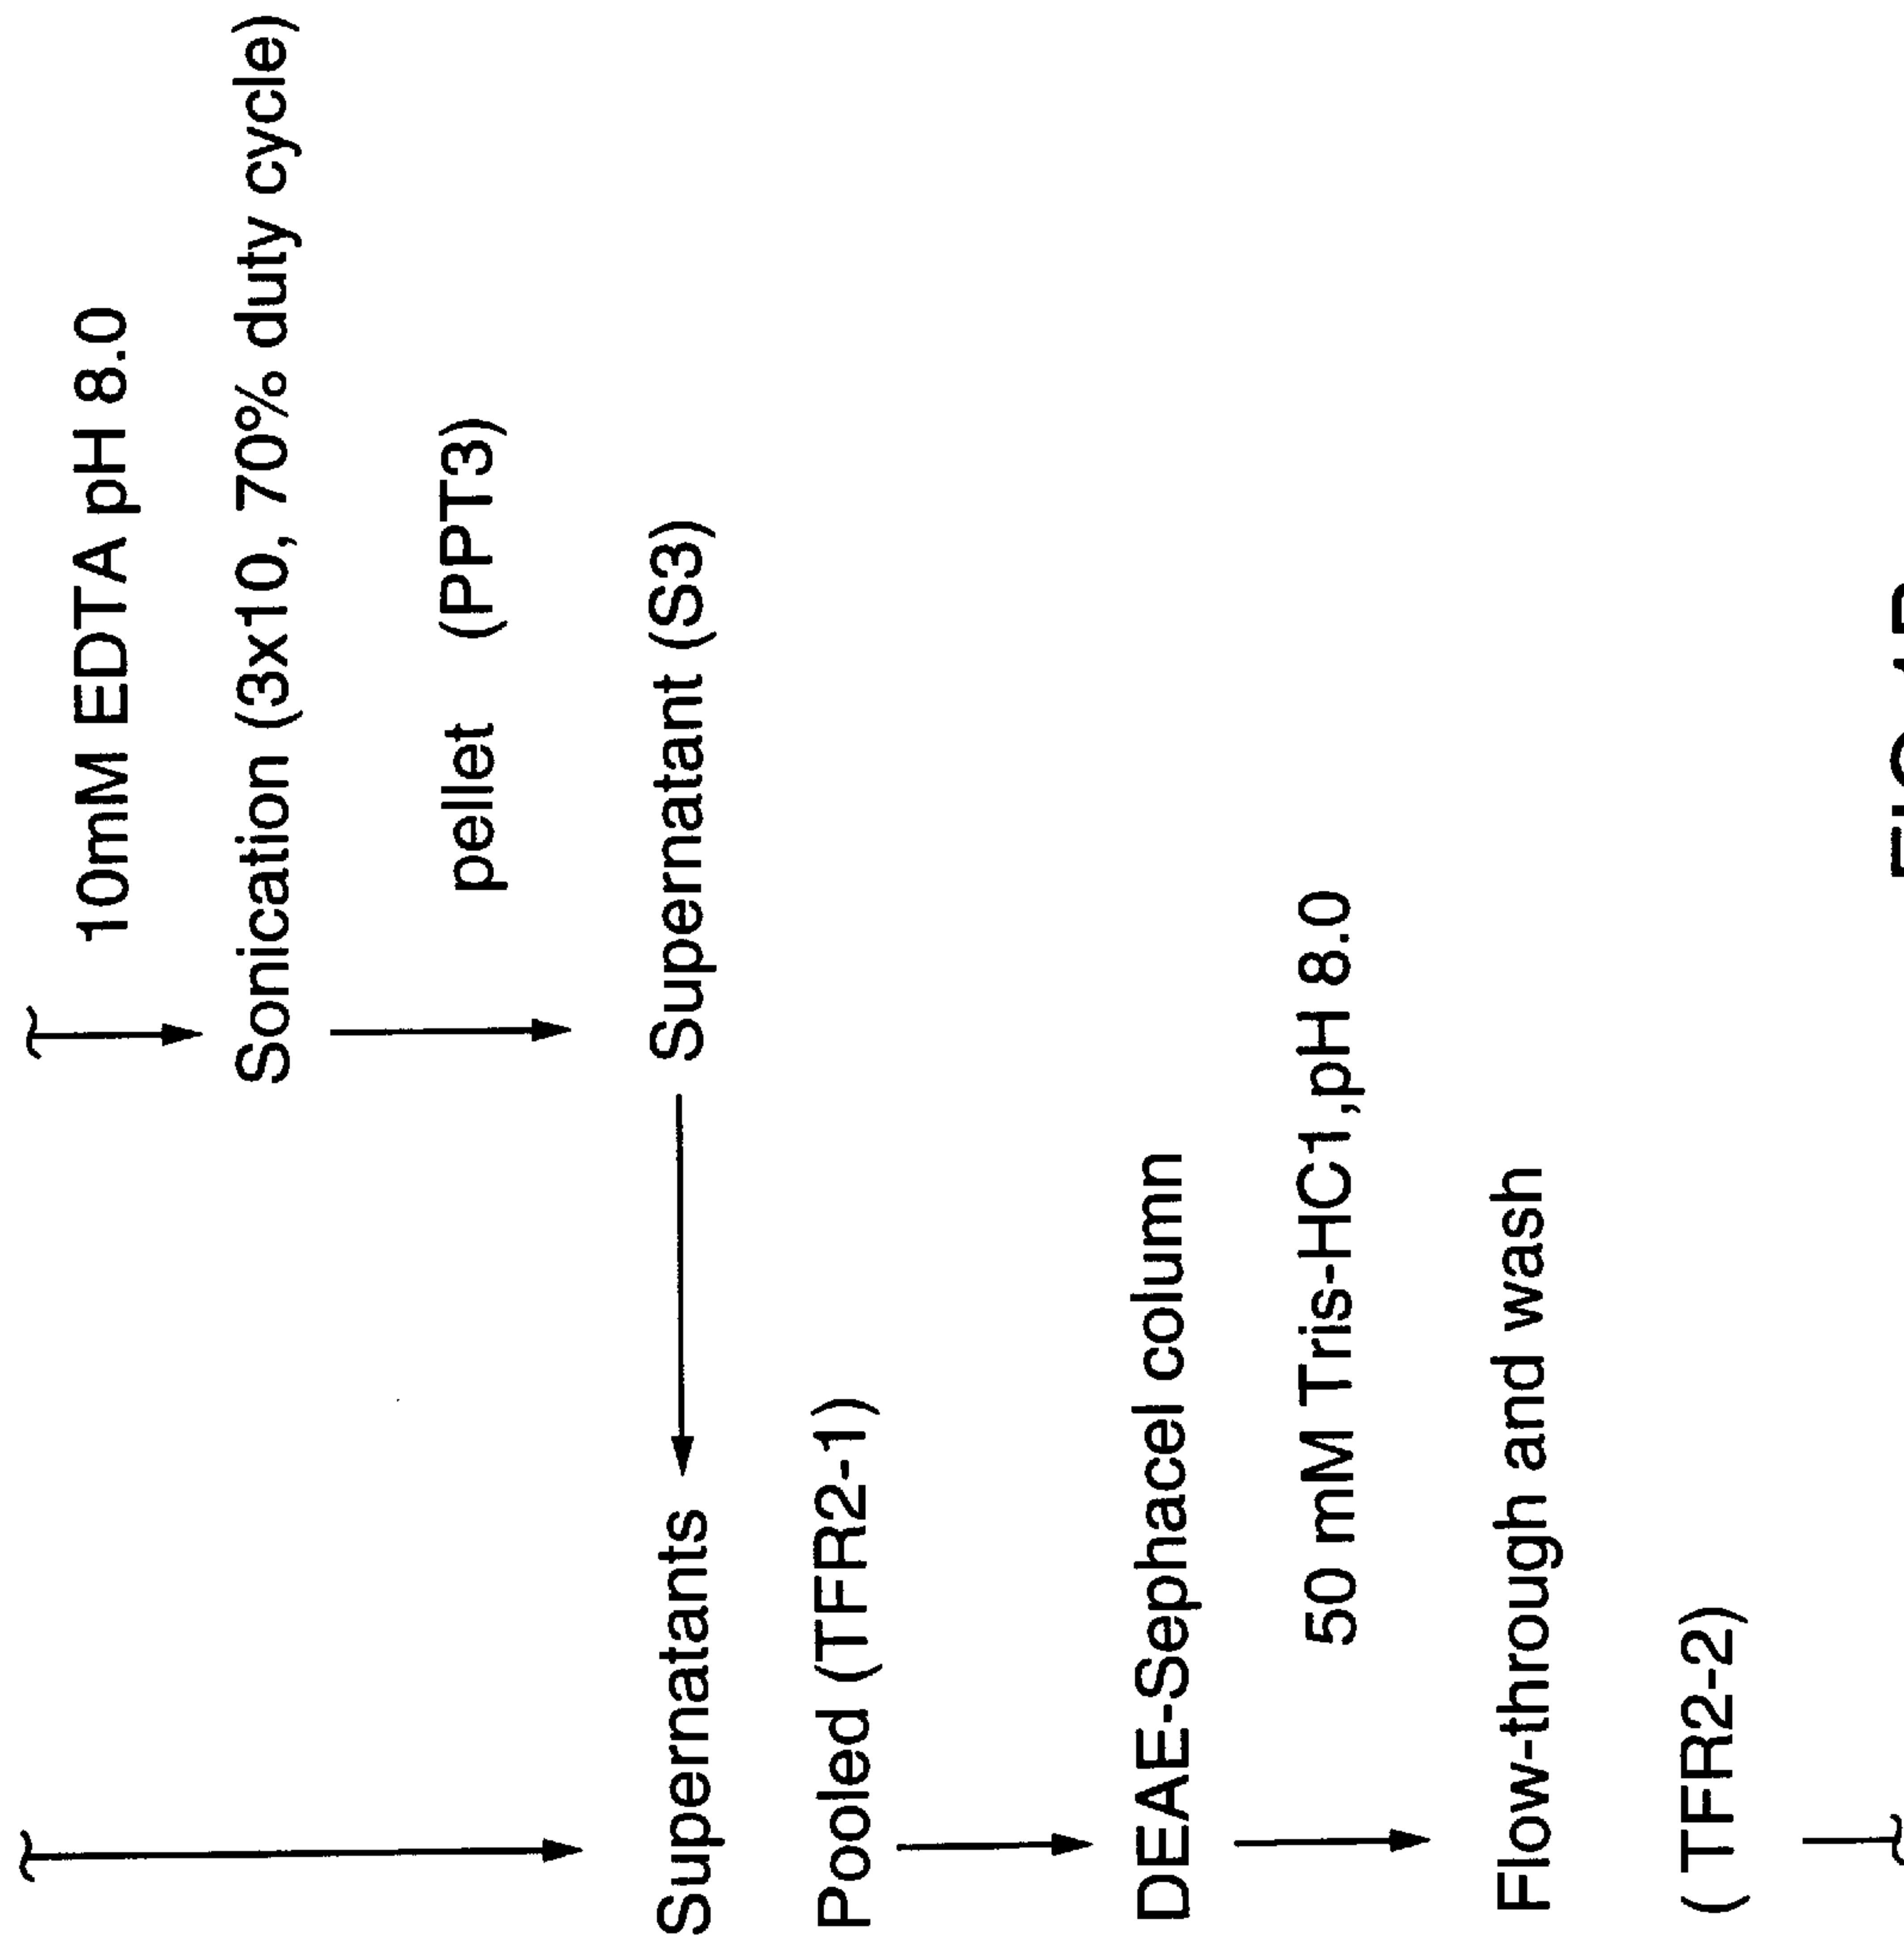 10mM EDTA pH 8.0
Sonication (3x10, 70% duty cycle)
pellet (PPT3)
Supernatants
Supernatant (S3)
Pooled (TFR2-1)
DEAE-Sephacel column
50 mM Tris-HC1,pH 8.0
Flow-through and wash
( TFR2-2)